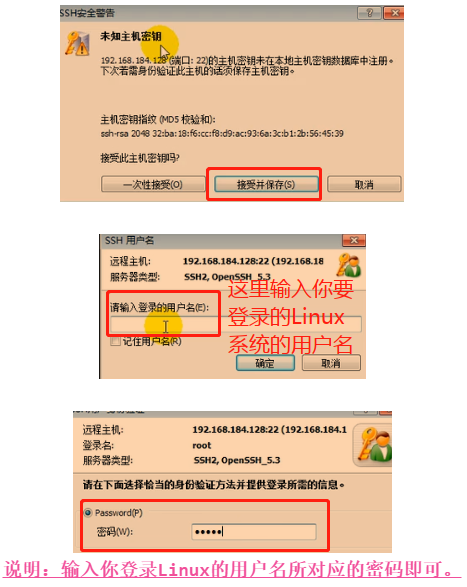 SSH安全警告
未知主机密钥
192.168.184.128 (端口: 22)的主机密钥未在本地主机密钥数据库中注册。
下次若需身份验证此主机的话须保存主机密钥。
主机密钥指纹 (MD5 校验和):
ssh-rsa 2048 32:ba:18:f6:cc:f8:d9:ac:93:6a:3c:b1:2b:56:45:39
接受此主机密钥吗?
一次性接受(O) 接受并保存(S) 取消
SSH 用户名
远程主机: 192.168.184.128:22 (192.168.18
服务器类型: SSH2, OpenSSH_5.3
请输入登录的用户名(E):
这里输入你要
登录的Linux
系统的用户名
记住用户名(R)
确定 取消
远程主机: 192.168.184.128:22 (192.168.184.1
登录名: root
服务器类型: SSH2, OpenSSH_5.3
请在下面选择恰当的身份验证方法并提供登录所需的信息。
Password(P)
密码(W): •••••
说明：输入你登录Linux的用户名所对应的密码即可。